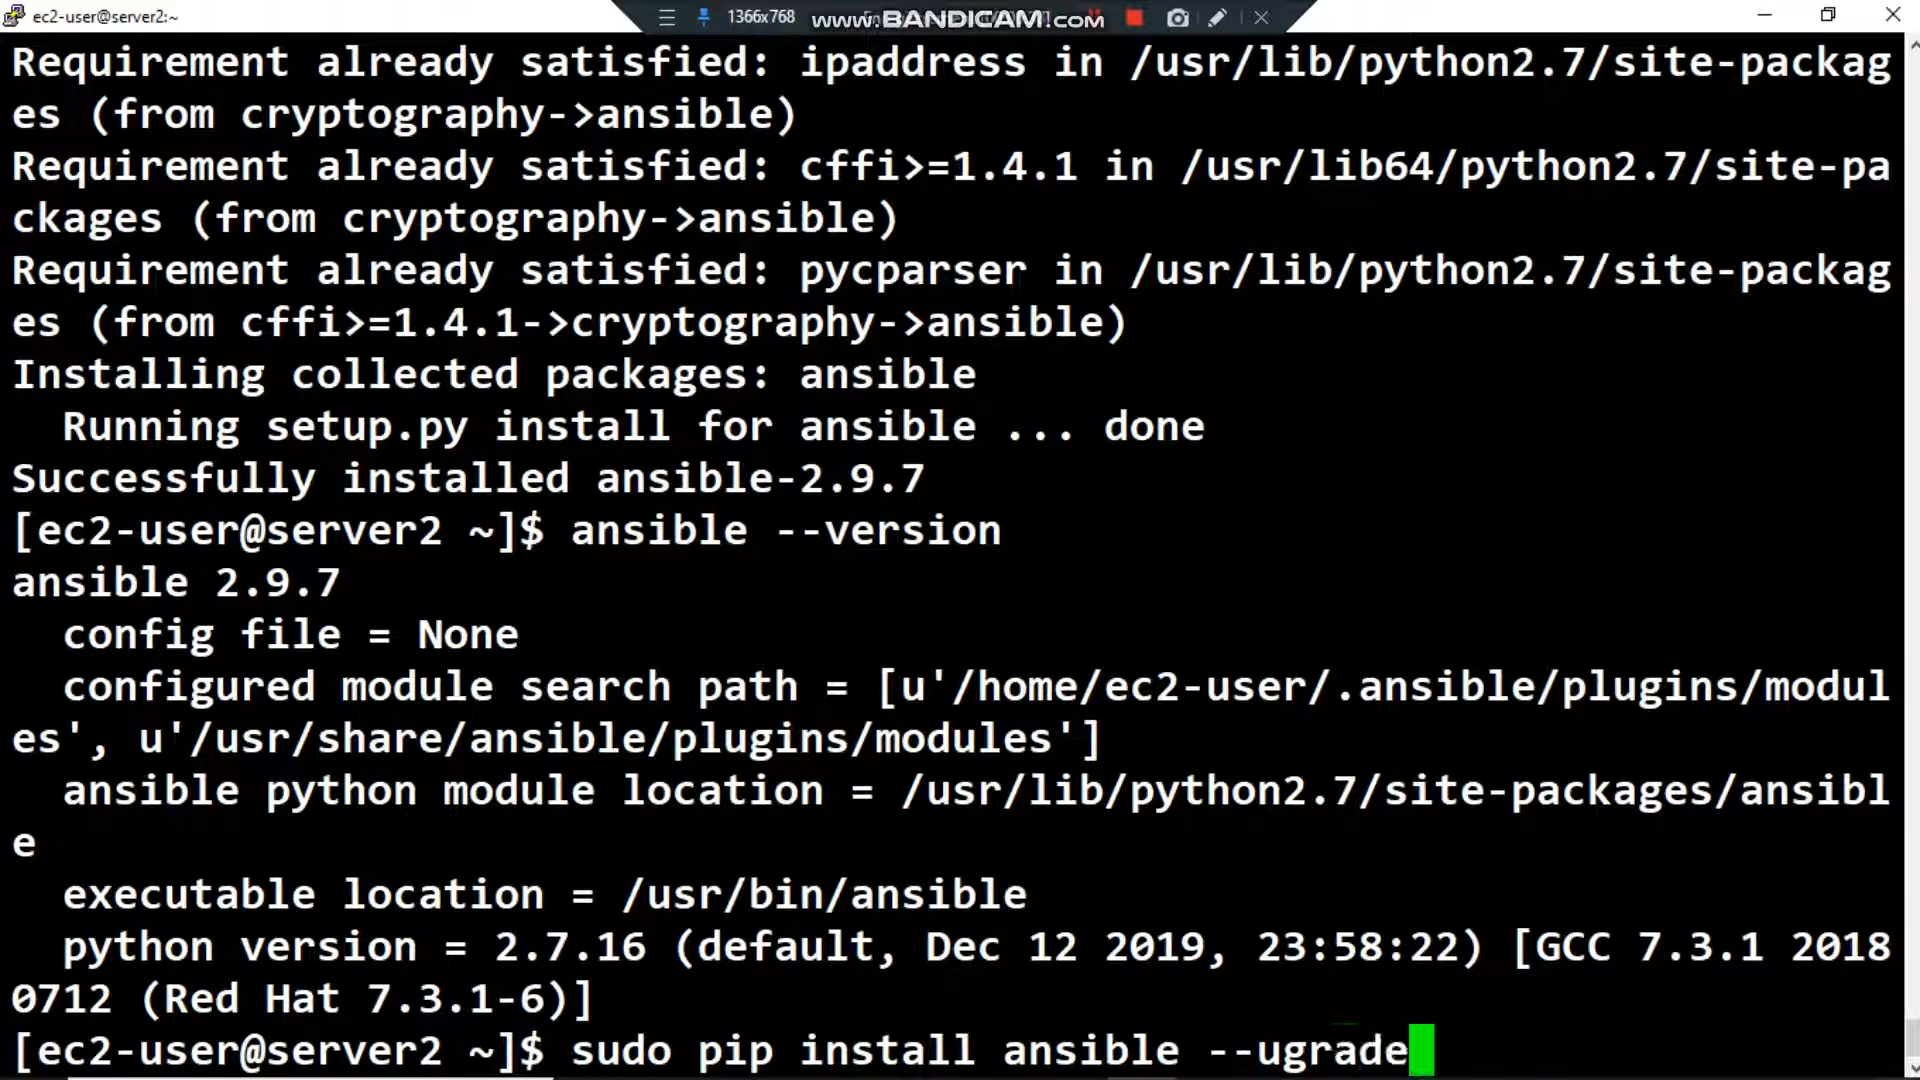 ec2-user@server2:~
1366x768
www.BANDICAM.com
Requirement already satisfied: ipaddress in /usr/lib/python2.7/site-packag
es (from cryptography->ansible)
Requirement already satisfied: cffi>=1.4.1 in /usr/lib64/python2.7/site-pa
ckages (from cryptography->ansible)
Requirement already satisfied: pycparser in /usr/lib/python2.7/site-packag
es (from cffi>=1.4.1->cryptography->ansible)
Installing collected packages: ansible
  Running setup.py install for ansible ... done
Successfully installed ansible-2.9.7
[ec2-user@server2 ~]$ ansible --version
ansible 2.9.7
  config file = None
  configured module search path = [u'/home/ec2-user/.ansible/plugins/modul
es', u'/usr/share/ansible/plugins/modules']
  ansible python module location = /usr/lib/python2.7/site-packages/ansibl
e
  executable location = /usr/bin/ansible
  python version = 2.7.16 (default, Dec 12 2019, 23:58:22) [GCC 7.3.1 2018
0712 (Red Hat 7.3.1-6)]
[ec2-user@server2 ~]$ sudo pip install ansible --ugrade